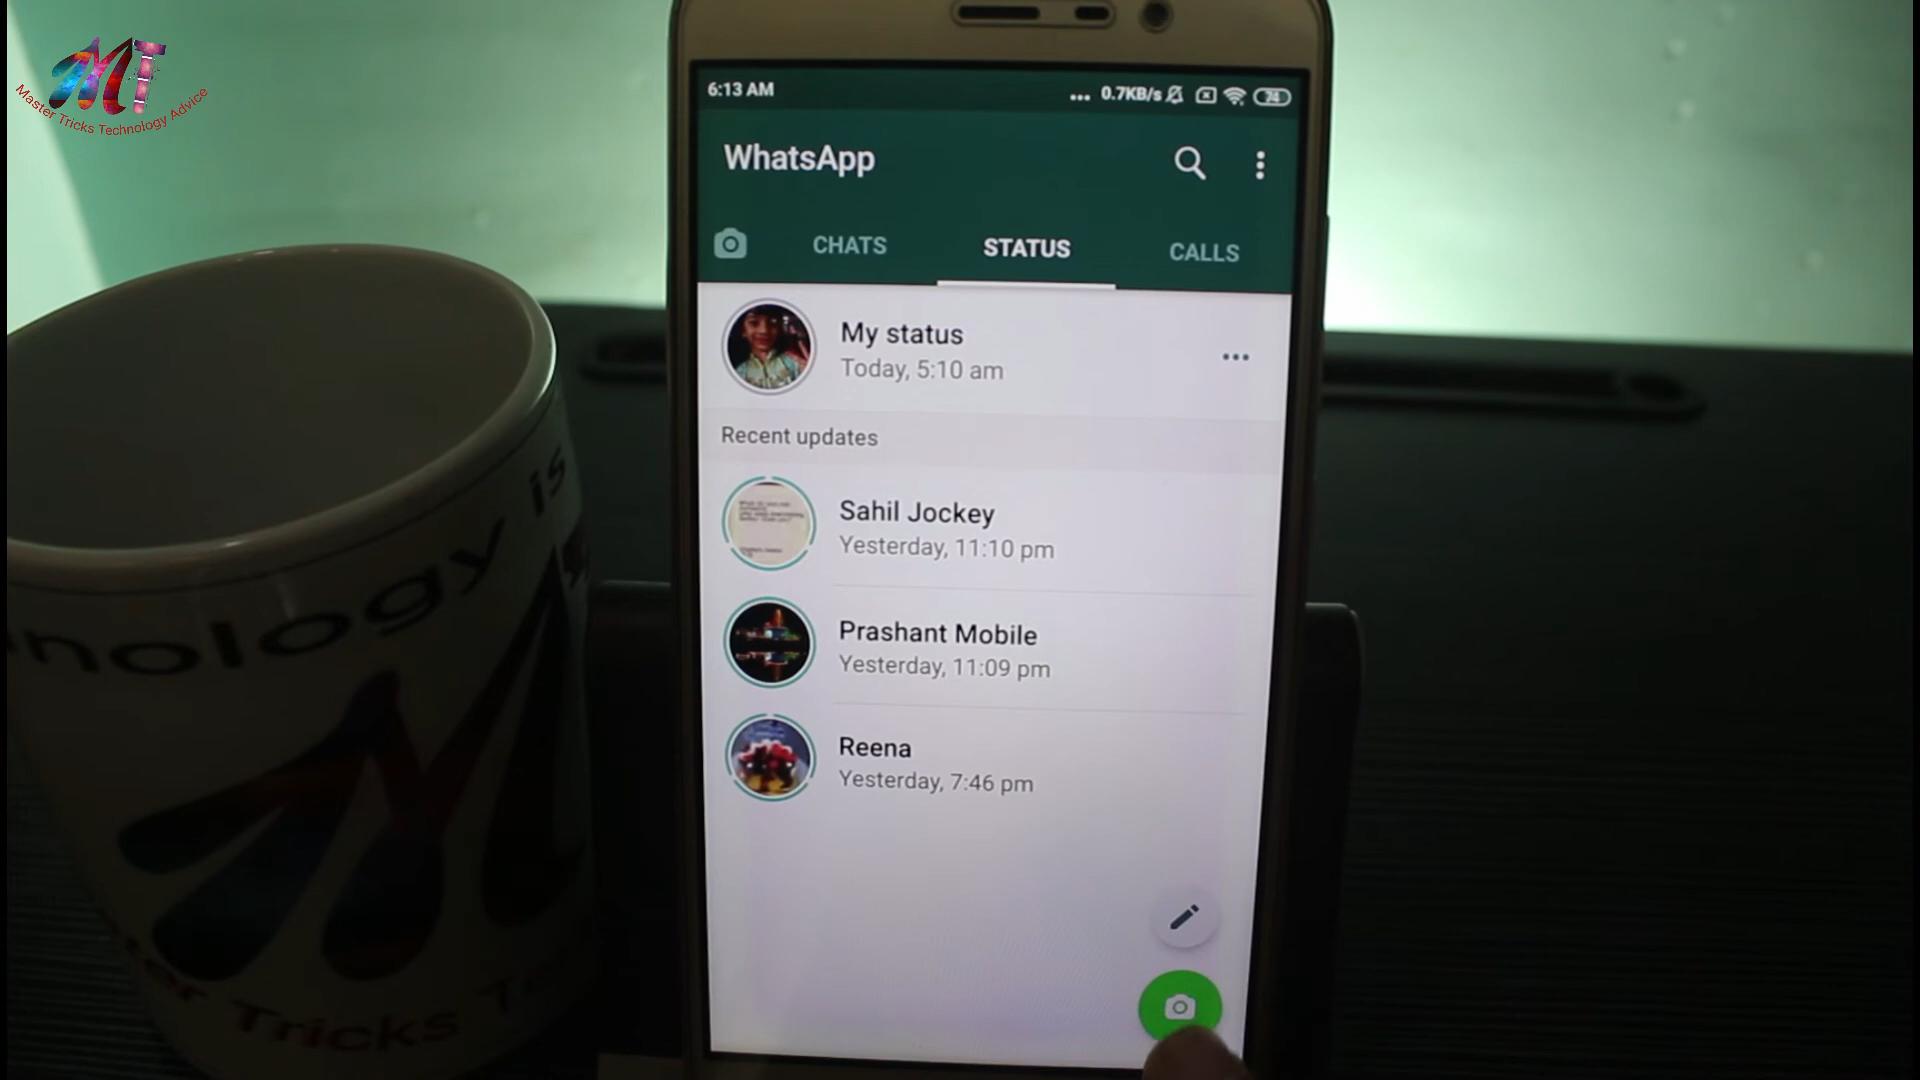 MT
Master Tricks Technology Advice
6:13 AM
... 0.7KB/s 74
WhatsApp
CHATS STATUS CALLS
My status
Today, 5:10 am
Recent updates
Sahil Jockey
Yesterday, 11:10 pm
Prashant Mobile
Yesterday, 11:09 pm
Reena
Yesterday, 7:46 pm
nology is
Tricks